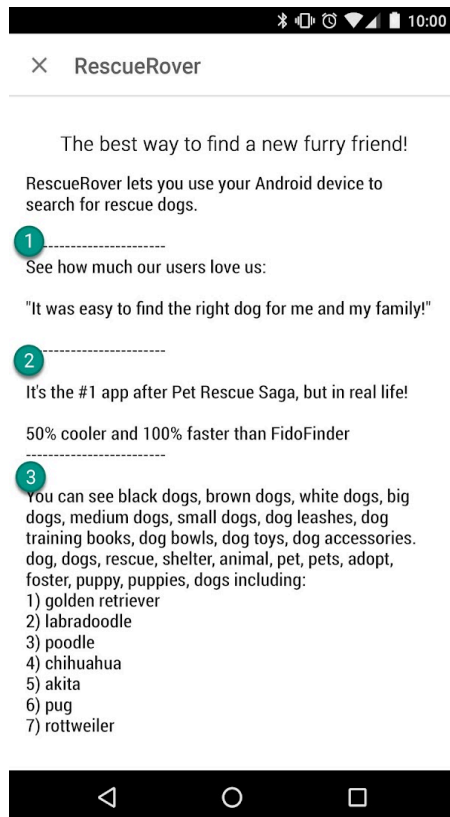 10:00
RescueRover
The best way to find a new furry friend!
RescueRover lets you use your Android device to
search for rescue dogs.
1 ----------------------
See how much our users love us:
"It was easy to find the right dog for me and my family!"
----------------------
2
It's the #1 app after Pet Rescue Saga, but in real life!
50% cooler and 100% faster than FidoFinder
-------------------------
3
You can see black dogs, brown dogs, white dogs, big
dogs, medium dogs, small dogs, dog leashes, dog
training books, dog bowls, dog toys, dog accessories.
dog, dogs, rescue, shelter, animal, pet, pets, adopt,
foster, puppy, puppies, dogs including:
1) golden retriever
2) labradoodle
3) poodle
4) chihuahua
5) akita
6) pug
7) rottweiler